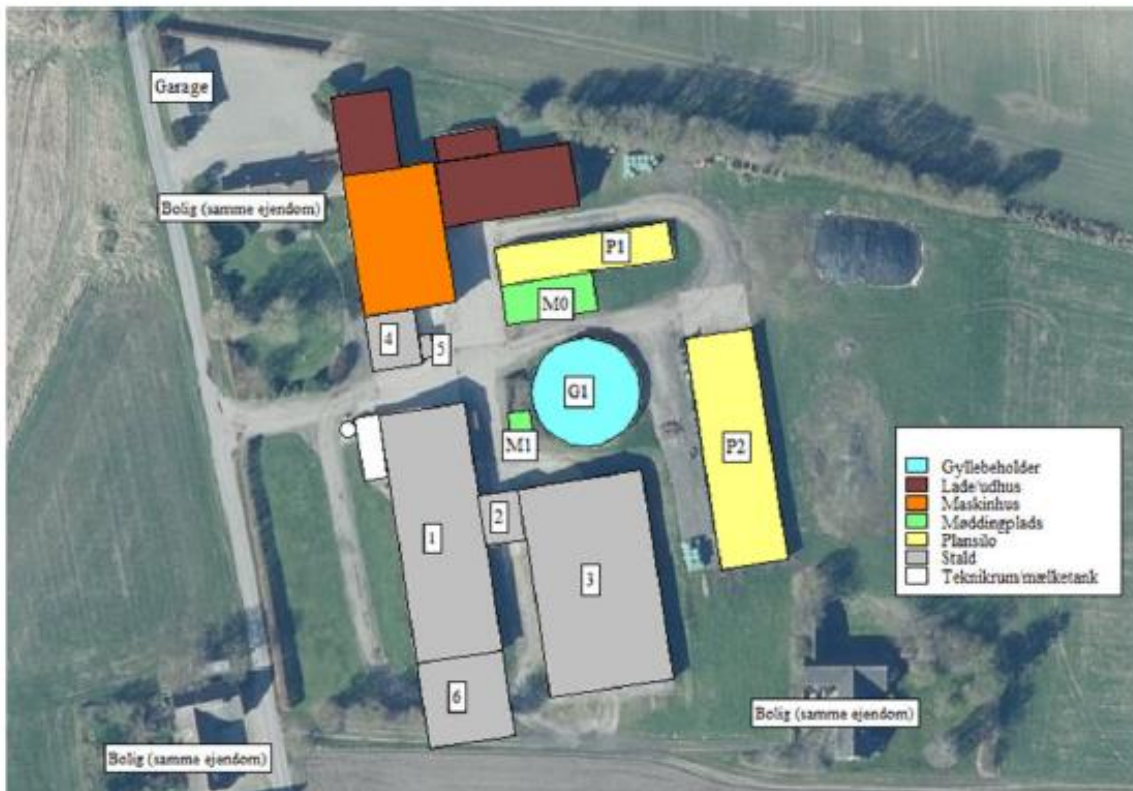 Garage
Bolig (samme ejendom)
P1
M0
4
5
G1
M1
P2
2
1
3
6
Gyllebeholder
Lade/udhus
Maskinhus
Møddingplads
Plansilo
Stald
Teknikrum/mælketank
Bolig (samme ejendom)
Bolig (samme ejendom)